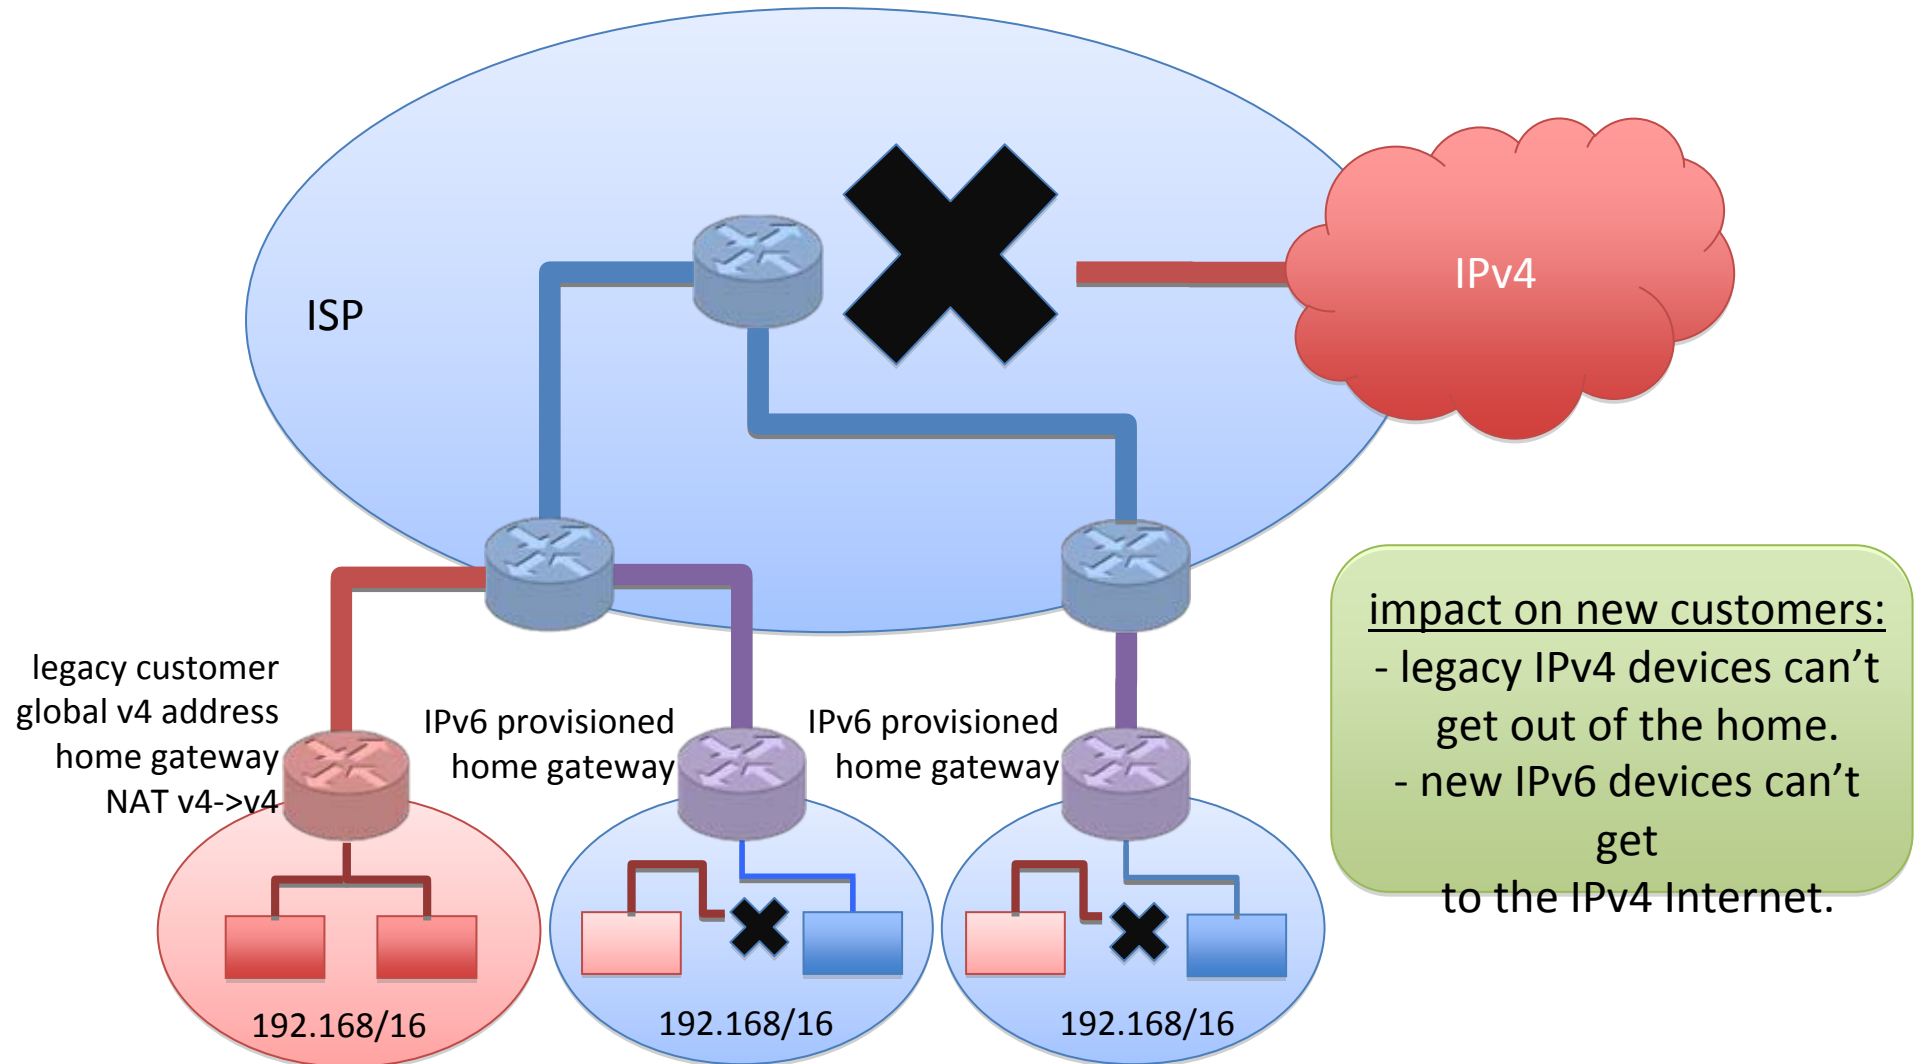 ISP
IPv4
legacy customer
global v4 address
home gateway
NAT v4->v4
IPv6 provisioned
home gateway
IPv6 provisioned
home gateway
impact on new customers:
- legacy IPv4 devices can’t
get out of the home.
- new IPv6 devices can’t
get
to the IPv4 Internet.
192.168/16
192.168/16
192.168/16